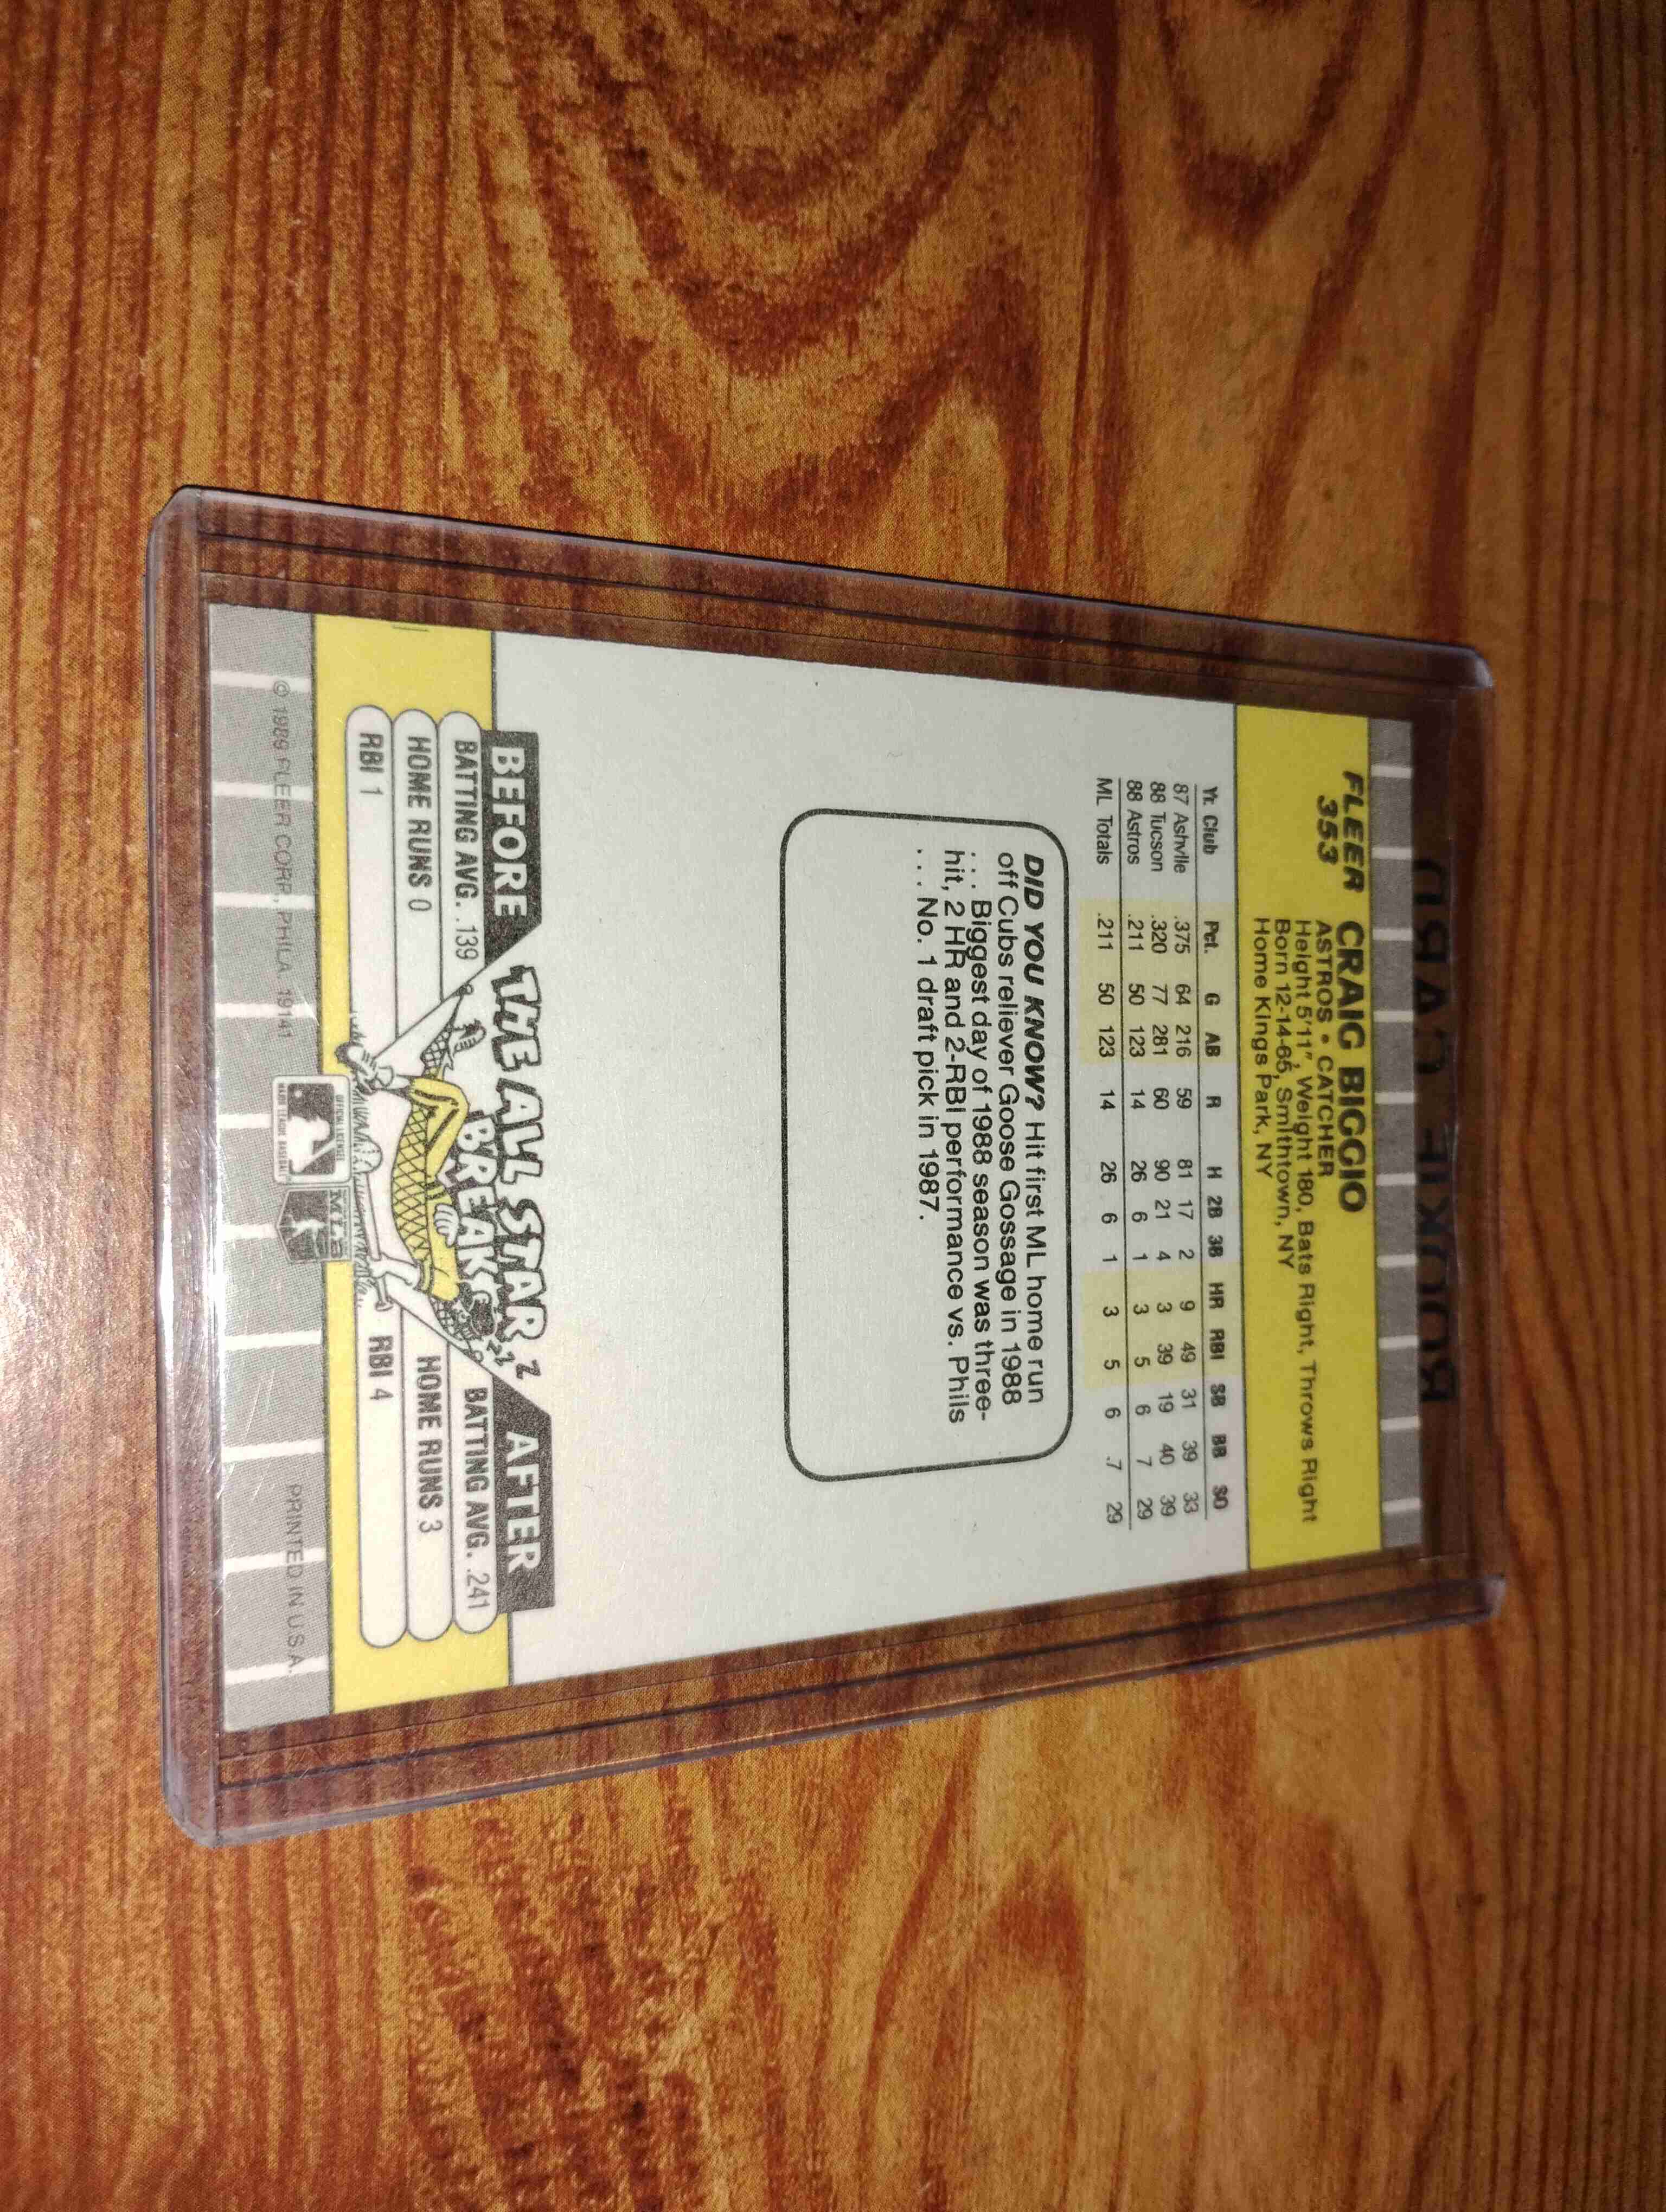 ROOKIE CARD
FLEER CRAIG BIGGIO
353 ASTROS • CATCHER
Height 5'11", Weight 180, Bats Right, Throws Right
Born 12-14-65, Smithtown, NY
Home Kings Park, NY
Yr. Club Pct. G AB R H 2B 3B HR RBI SB BB SO
87 Ashvlle .375 64 216 59 81 17 2 9 49 31 39 33
88 Tucson .320 77 281 60 90 21 4 3 39 19 40 39
88 Astros .211 50 123 14 26 6 1 3 5 6 7 29
ML Totals .211 50 123 14 26 6 1 3 5 6 .7 29
DID YOU KNOW? Hit first ML home run
off Cubs reliever Goose Gossage in 1988
. . . Biggest day of 1988 season was three-
hit, 2 HR and 2-RBI performance vs. Phils
. . . No. 1 draft pick in 1987.
BEFORE THE ALL STAR BREAK AFTER
zzzz
BATTING AVG. .139
HOME RUNS 0
RBI 1
BATTING AVG. .241
HOME RUNS 3
RBI 4
OFFICIAL LICENSEE
MAJOR LEAGUE BASEBALL
MLB
© 1989 FLEER CORP., PHILA. 19141
PRINTED IN U.S.A.